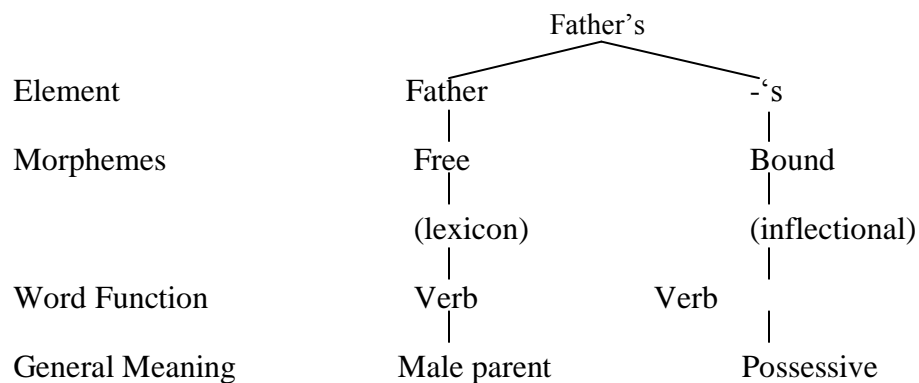 Father’s
Element Father -‘s
Morphemes Free Bound
(lexicon) (inflectional)
Word Function Verb Verb
General Meaning Male parent Possessive